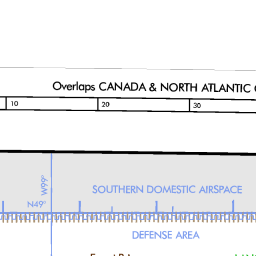 Overlaps CANADA & NORTH ATLANTIC
10 20 30
W99°
SOUTHERN DOMESTIC AIRSPACE
N49°
DEFENSE AREA